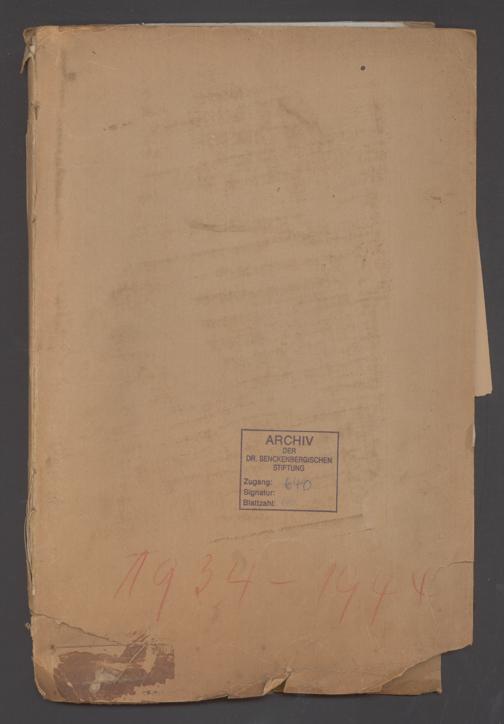 ARCHIV
DER
DR. SENCKENBERGISCHEN
STIFTUNG
Zugang: 640
Signatur:
Blattzahl:
1934 - 1944